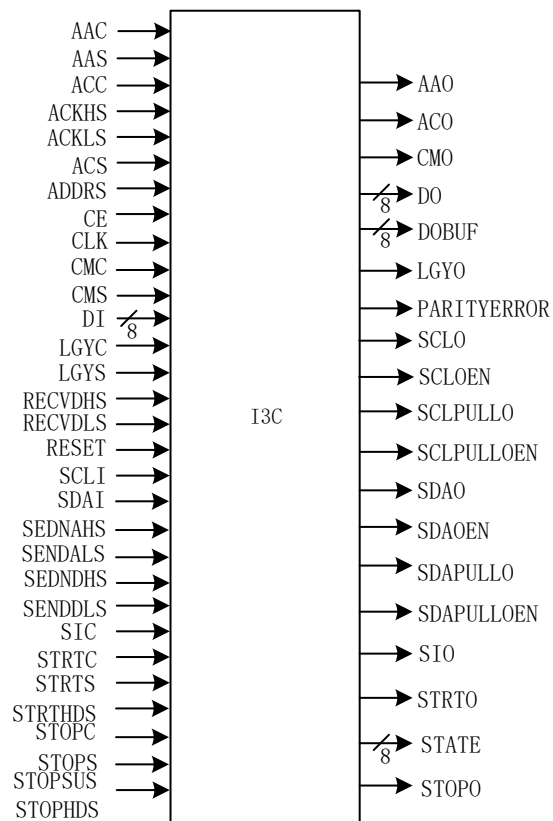 AAC
AAS
ACC
ACKHS
ACKLS
ACS
ADDRS
CE
CLK
CMC
CMS
DI
8
LGYC
LGYS
RECVDHS
RECVDLS
RESET
SCLI
SDAI
SEDNAHS
SENDALS
SEDNDHS
SENDDLS
SIC
STRTC
STRTS
STRTHDS
STOPC
STOPS
STOPSUS
STOPHDS
I3C
AAO
ACO
CMO
DO
8
DOBUF
8
LGYO
PARITYERROR
SCLO
SCLOEN
SCLPULLO
SCLPULLOEN
SDAO
SDAOEN
SDAPULLO
SDAPULLOEN
SIO
STRTO
STATE
8
STOPO